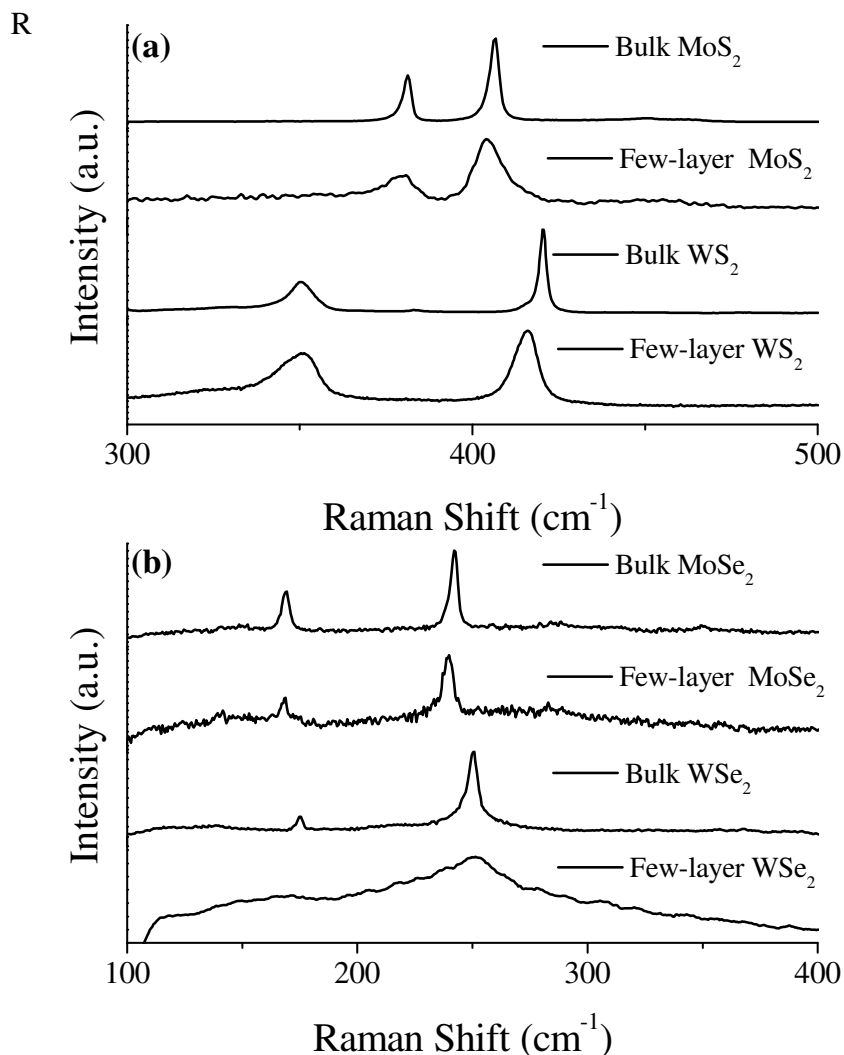 R
(a)
Bulk MoS₂
Few-layer MoS₂
Bulk WS₂
Few-layer WS₂
Intensity (a.u.)
300 400 500
Raman Shift (cm⁻¹)
(b)
Bulk MoSe₂
Few-layer MoSe₂
Bulk WSe₂
Few-layer WSe₂
Intensity (a.u.)
100 200 300 400
Raman Shift (cm⁻¹)